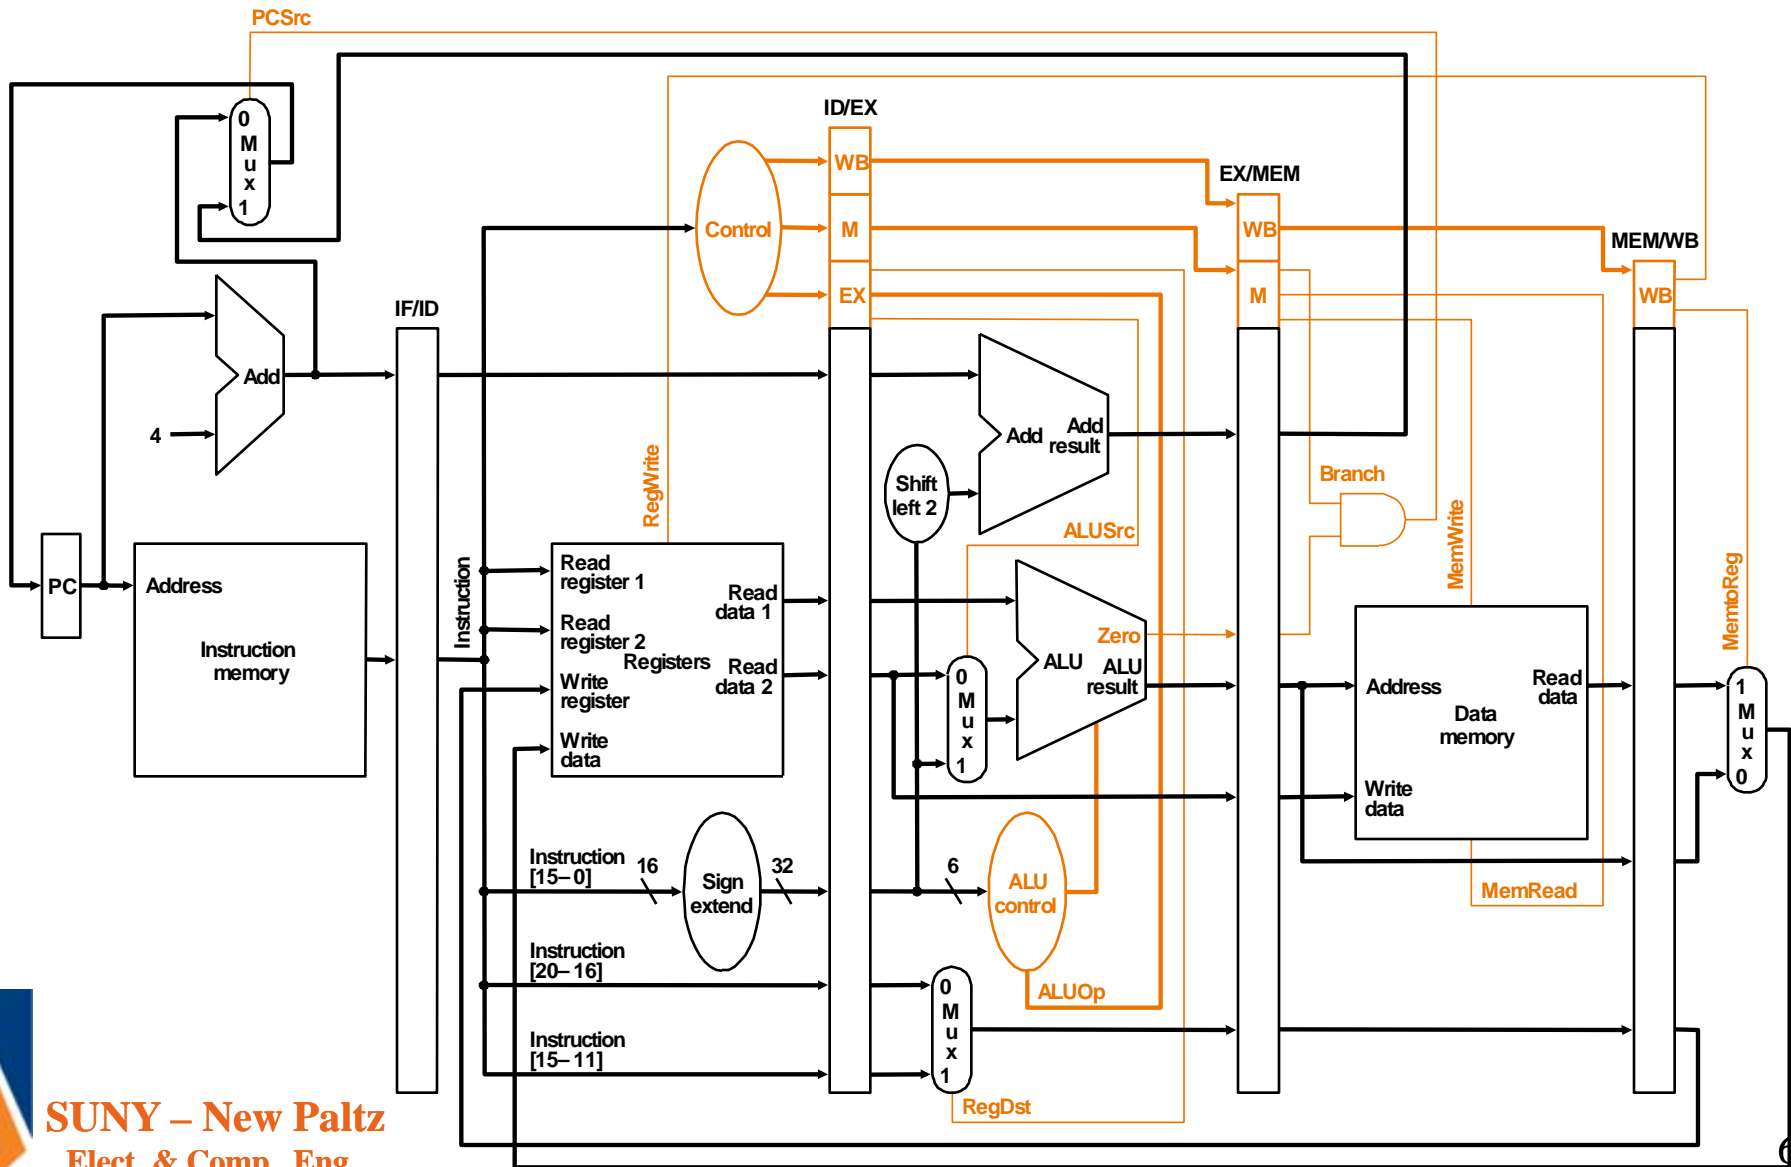 PCSrc
ID/EX
0
M
u
x
1
WB
EX/MEM
Control
M
WB
MEM/WB
EX
M
WB
IF/ID
Add
4
Add
Add
result
RegWrite
Shift
left 2
Branch
ALUSrc
MemWrite
MemtoReg
PC
Address
Instruction
memory
Instruction
Read
register 1
Read
register 2
Write
register
Write
data
Registers
Read
data 1
Read
data 2
0
M
u
x
1
Zero
ALU
ALU
result
Address
Data
memory
Read
data
Write
data
1
M
u
x
0
Instruction
[15–0]
16
Sign
extend
32
6
ALU
control
MemRead
Instruction
[20–16]
ALUOp
0
M
u
x
1
Instruction
[15–11]
RegDst
SUNY – New Paltz
Elect. & Comp. Eng.